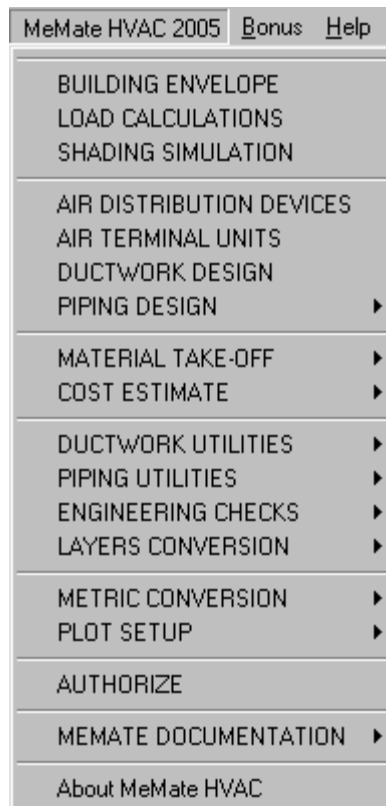 MeMate HVAC 2005 Bonus Help
BUILDING ENVELOPE
LOAD CALCULATIONS
SHADING SIMULATION
AIR DISTRIBUTION DEVICES
AIR TERMINAL UNITS
DUCTWORK DESIGN
PIPING DESIGN
MATERIAL TAKE-OFF
COST ESTIMATE
DUCTWORK UTILITIES
PIPING UTILITIES
ENGINEERING CHECKS
LAYERS CONVERSION
METRIC CONVERSION
PLOT SETUP
AUTHORIZE
MEMATE DOCUMENTATION
About MeMate HVAC